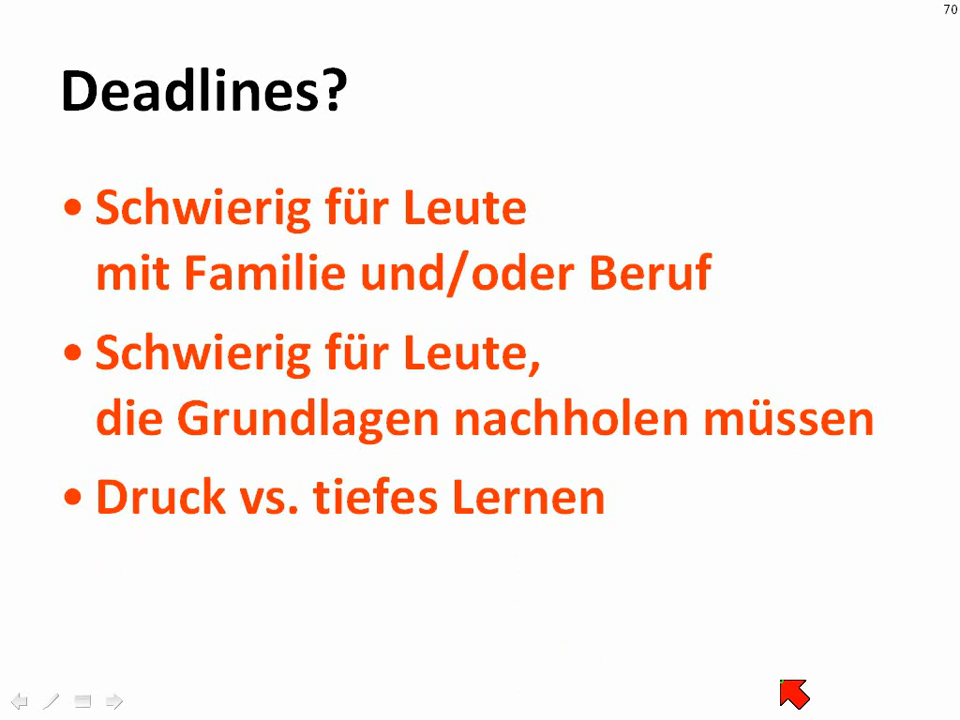 70
Deadlines?
• Schwierig für Leute
mit Familie und/oder Beruf
• Schwierig für Leute,
die Grundlagen nachholen müssen
• Druck vs. tiefes Lernen